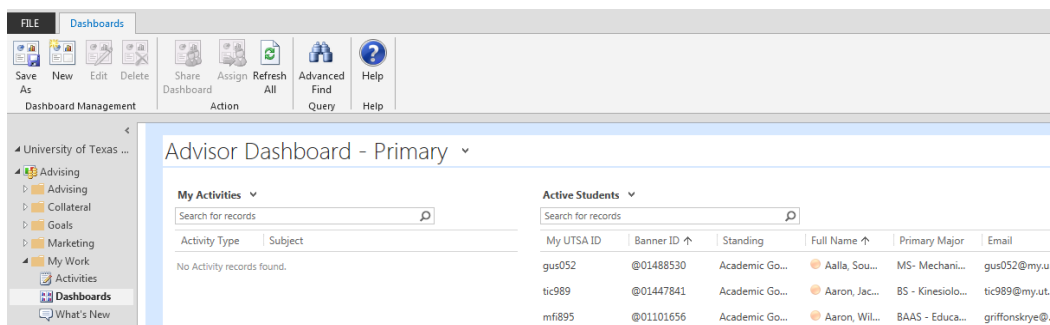 FILE Dashboards
Save As New Edit Delete Share Dashboard Assign Refresh All Advanced Find Help
Dashboard Management Action Query Help
University of Texas ...
Advising
Advising
Collateral
Goals
Marketing
My Work
Activities
Dashboards
What's New
Advisor Dashboard - Primary
My Activities
Search for records
Activity Type Subject
No Activity records found.
Active Students
Search for records
My UTSA ID Banner ID Standing Full Name Primary Major Email
gus052 @01488530 Academic Go... Aalla, Sou... MS- Mechani... gus052@my.u
tic989 @01447841 Academic Go... Aaron, Jac... BS - Kinesiolo... tic989@my.ut.
mfi895 @01101656 Academic Go... Aaron, Wil... BAAS - Educa... griffonskrye@.